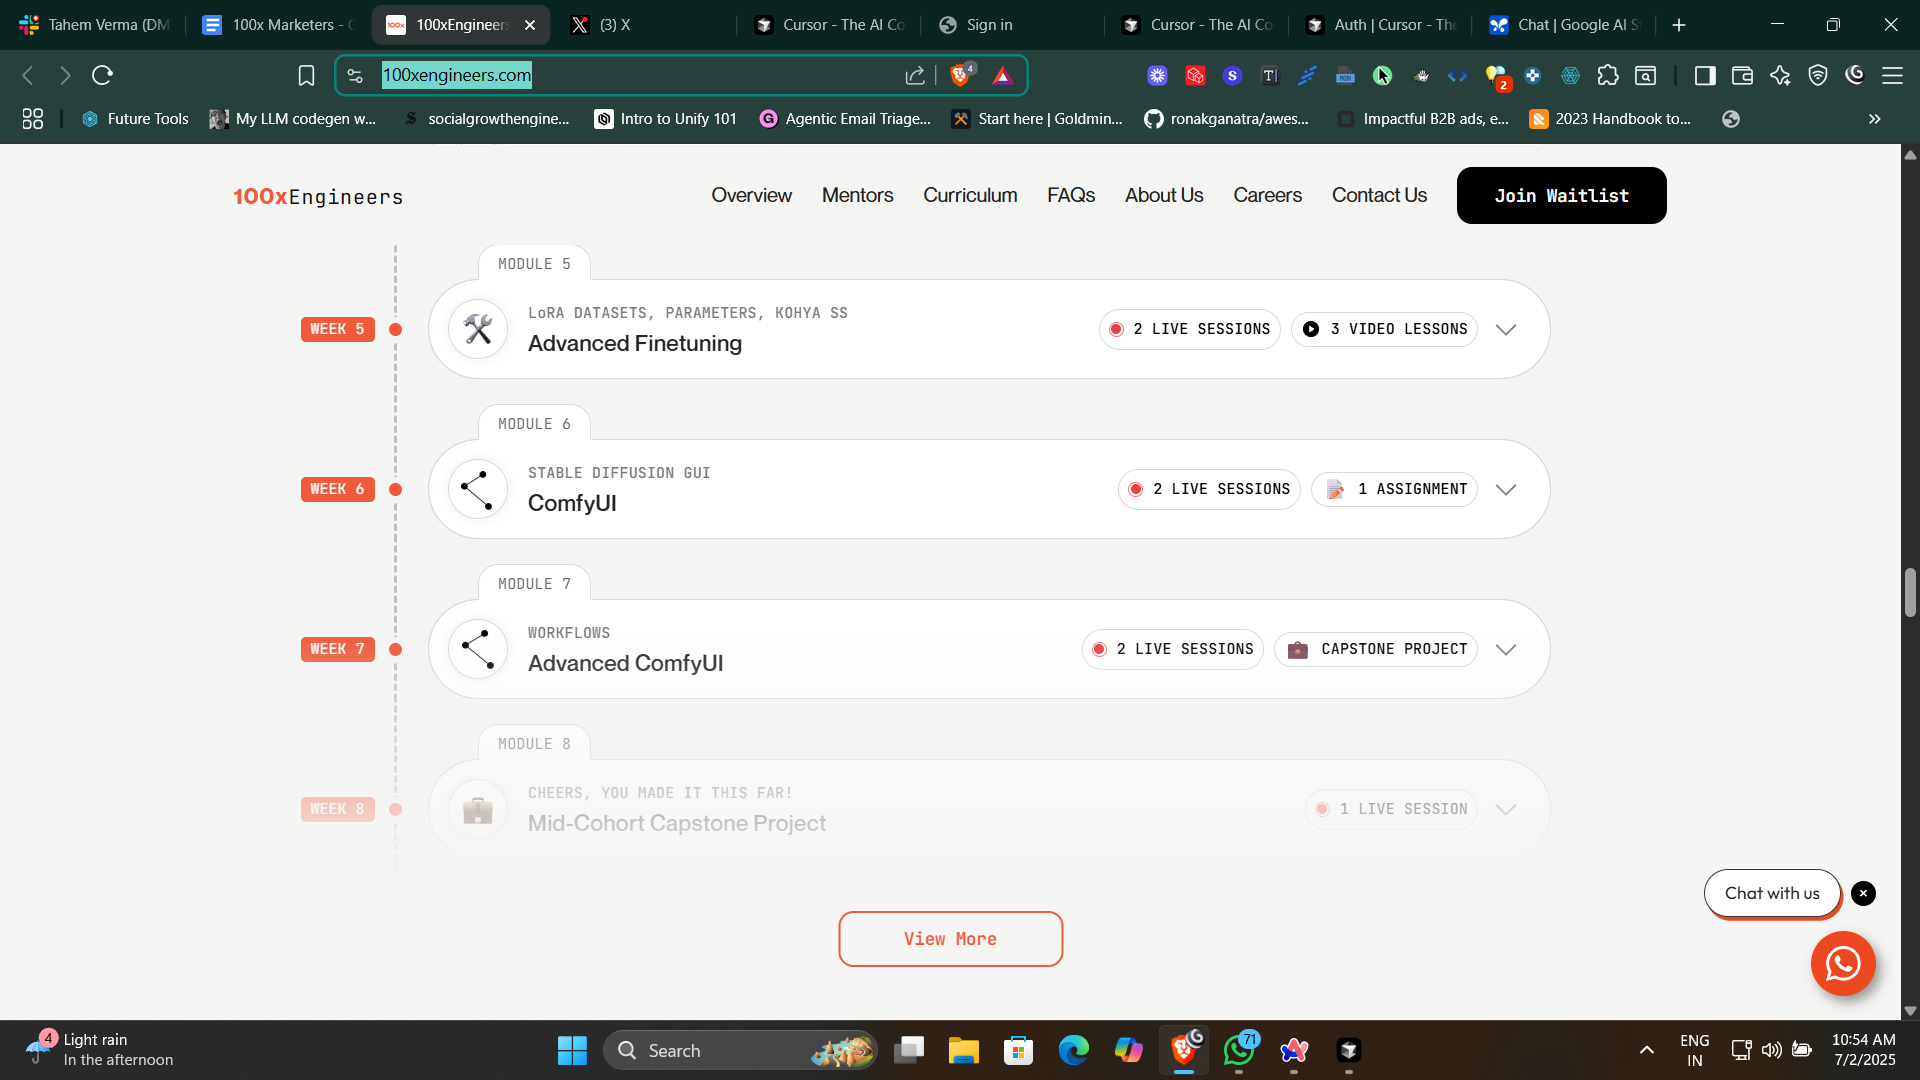 Tahem Verma (DM
100x Marketers - C
100xEngineers
(3) X
Cursor - The AI Co
Sign in
Cursor - The AI Co
Auth | Cursor - The
Chat | Google AI S
100xengineers.com
4
2
Future Tools
My LLM codegen w...
socialgrowthengine...
Intro to Unify 101
Agentic Email Triage...
Start here | Goldmin...
ronakganatra/awes...
Impactful B2B ads, e...
2023 Handbook to...
100xEngineers
Overview
Mentors
Curriculum
FAQs
About Us
Careers
Contact Us
Join Waitlist
MODULE 5
WEEK 5
LoRA DATASETS, PARAMETERS, KOHYA SS
Advanced Finetuning
2 LIVE SESSIONS
3 VIDEO LESSONS
MODULE 6
WEEK 6
STABLE DIFFUSION GUI
ComfyUI
2 LIVE SESSIONS
1 ASSIGNMENT
MODULE 7
WEEK 7
WORKFLOWS
Advanced ComfyUI
2 LIVE SESSIONS
CAPSTONE PROJECT
MODULE 8
WEEK 8
CHEERS, YOU MADE IT THIS FAR!
Mid-Cohort Capstone Project
1 LIVE SESSION
Chat with us
View More
4
Light rain
In the afternoon
Search
71
ENG
IN
10:54 AM
7/2/2025